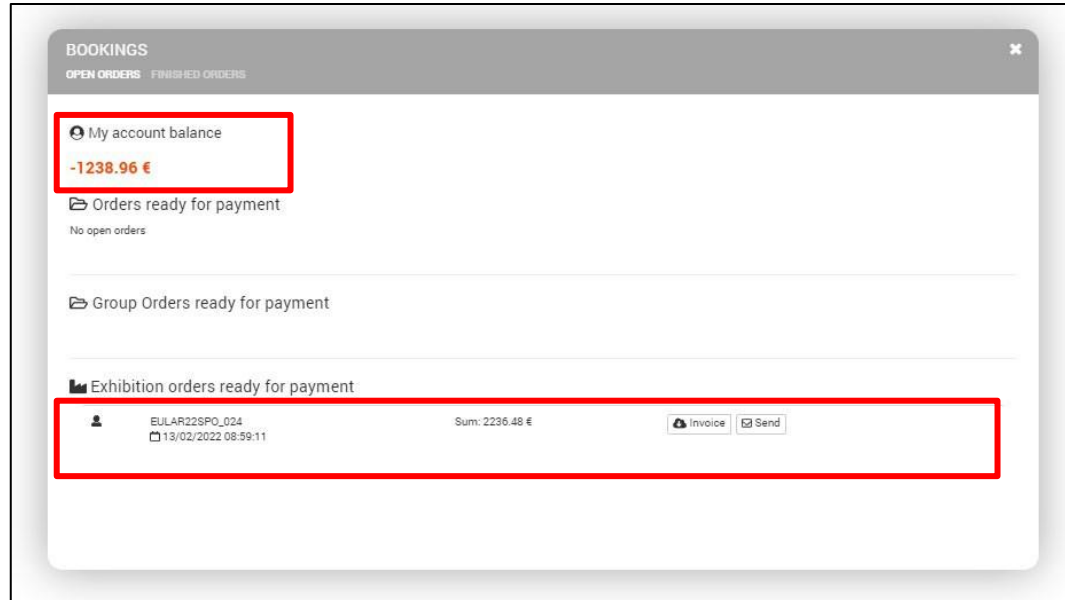 BOOKINGS
OPEN ORDERS FINISHED ORDERS
My account balance
-1238.96 €
Orders ready for payment
No open orders
Group Orders ready for payment
Exhibition orders ready for payment
EULAR22SPO_024 Sum: 2236.48 € Invoice Send
13/02/2022 08:59:11